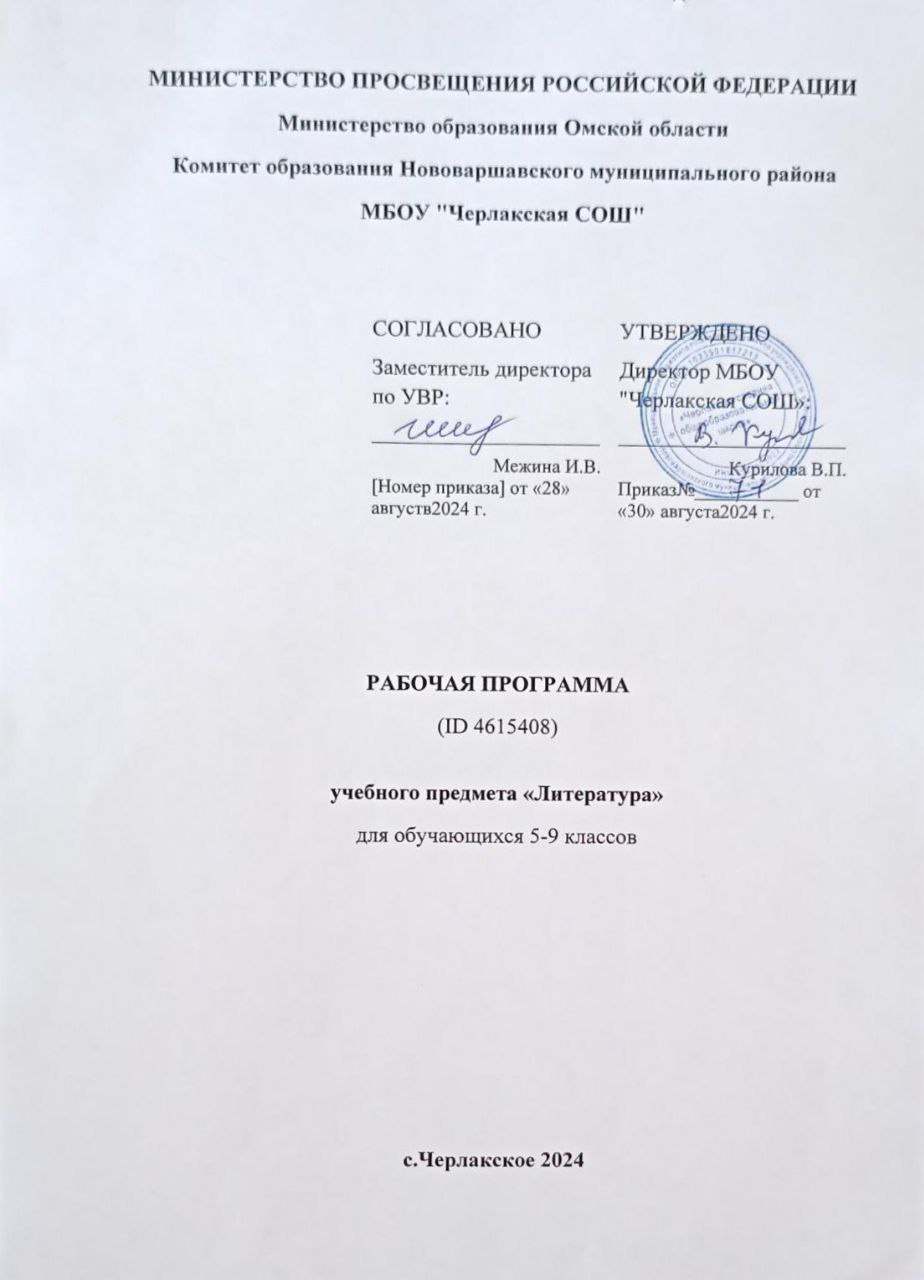 МИНИСТЕРСТВО ПРОСВЕЩЕНИЯ РОССИЙСКОЙ ФЕДЕРАЦИИ
Министерство образования Омской области
Комитет образования Нововаршавского муниципального района
МБОУ "Черлакская СОШ"
СОГЛАСОВАНО
Заместитель директора
по УВР:
Межина И.В.
[Номер приказа] от «28»
августв2024 г.
УТВЕРЖДЕНО
Директор МБОУ
"Черлакская СОШ»:
Курилова В.П.
Приказ№ 77 от
«30» августа2024 г.
РАБОЧАЯ ПРОГРАММА
(ID 4615408)
учебного предмета «Литература»
для обучающихся 5-9 классов
с.Черлакское 2024